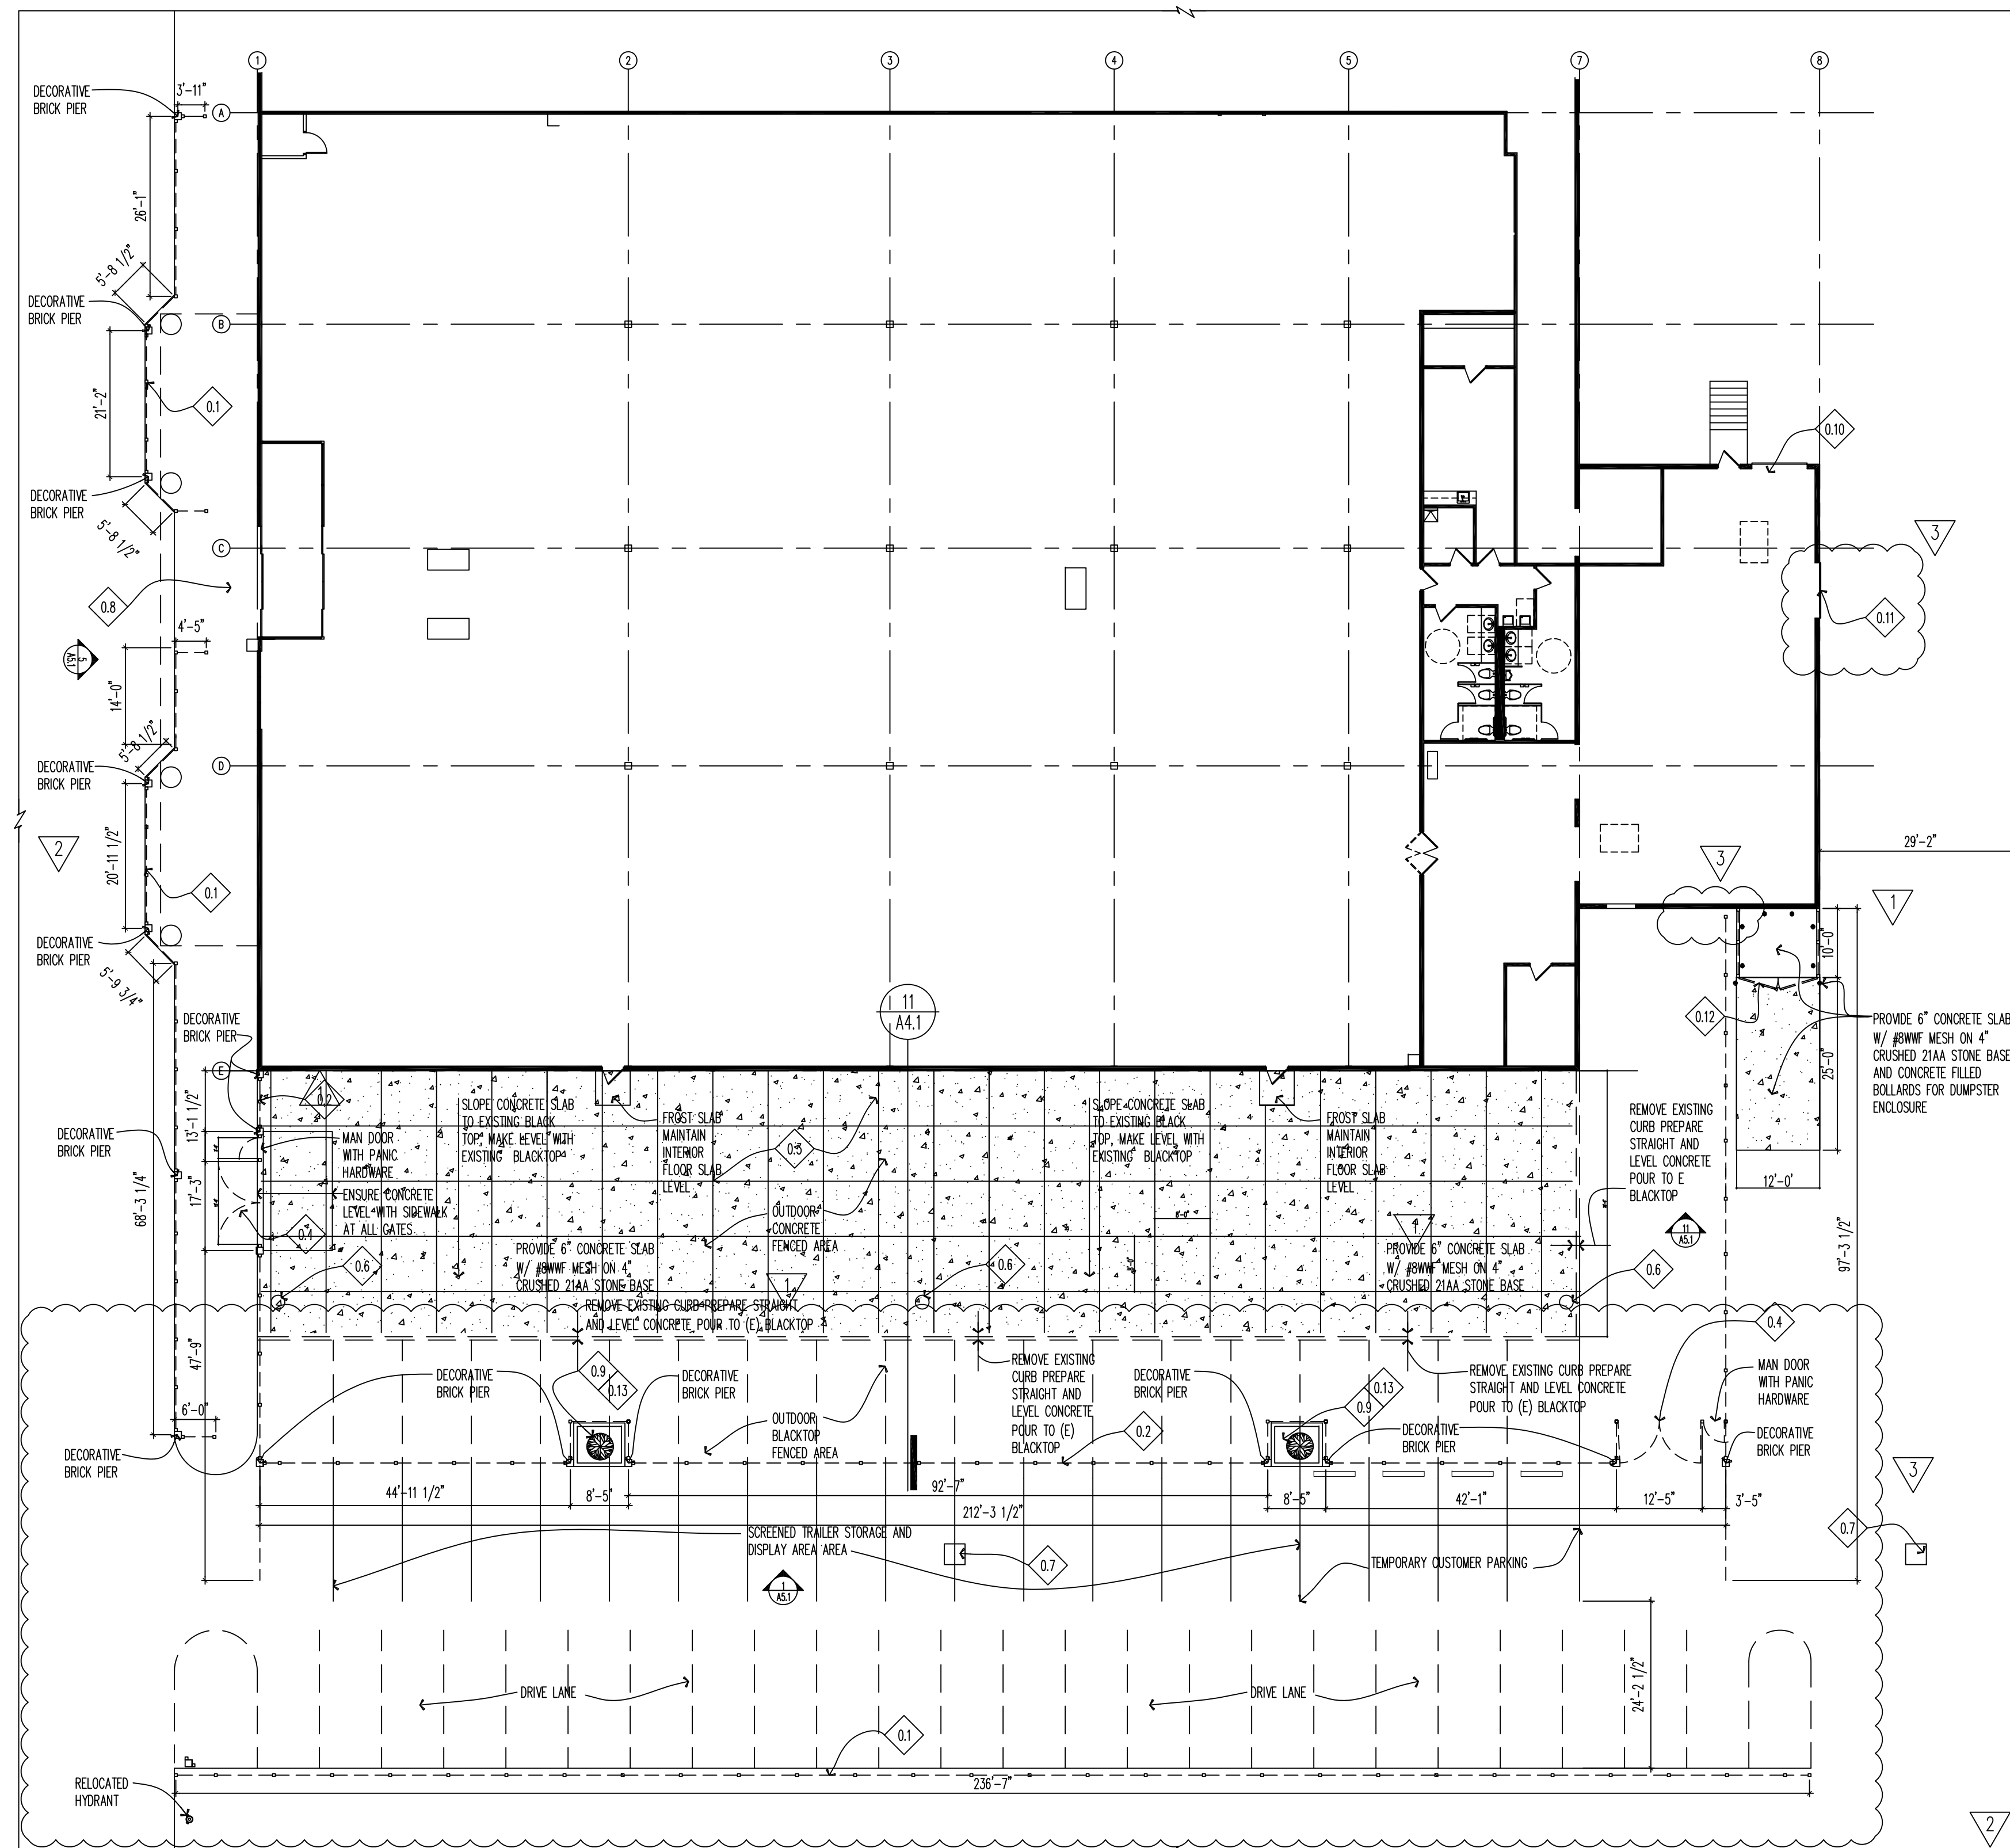 1
2
3
4
5
7
8
DECORATIVE
BRICK PIER
3'-11"
A
26'-1"
5'-8 1/2"
DECORATIVE
BRICK PIER
B
0.1
21'-2"
DECORATIVE
BRICK PIER
5'-8 1/2"
C
0.8
4'-5"
5
A5.1
14'-0"
5'-8 1/2"
DECORATIVE
BRICK PIER
D
2
20'-11 1/2"
0.1
DECORATIVE
BRICK PIER
5'-9 3/4"
0.10
3
0.11
29'-2"
3
1
10'-0"
0.12
25'-0"
PROVIDE 6" CONCRETE SLAB
W/ #8WWF MESH ON 4"
CRUSHED 21AA STONE BASE
AND CONCRETE FILLED
BOLLARDS FOR DUMPSTER
ENCLOSURE
12'-0"
97'-3 1/2"
11
A4.1
DECORATIVE
BRICK PIER
E
0.2
13'-1 1/2"
DECORATIVE
BRICK PIER
MAN DOOR
WITH PANIC
HARDWARE
17'-3"
68'-3 1/4"
ENSURE CONCRETE
LEVEL WITH SIDEWALK
AT ALL GATES
0.4
SLOPE CONCRETE SLAB
TO EXISTING BLACK
TOP, MAKE LEVEL WITH
EXISTING BLACKTOP
FROST SLAB
MAINTAIN
INTERIOR
FLOOR SLAB
LEVEL
OUTDOOR
CONCRETE
FENCED AREA
SLOPE CONCRETE SLAB
TO EXISTING BLACK
TOP, MAKE LEVEL WITH
EXISTING BLACKTOP
8'-0"
FROST SLAB
MAINTAIN
INTERIOR
FLOOR SLAB
LEVEL
1
REMOVE EXISTING
CURB PREPARE
STRAIGHT AND
LEVEL CONCRETE
POUR TO E
BLACKTOP
11
A5.1
0.6
PROVIDE 6" CONCRETE SLAB
W/ #8WWF MESH ON 4"
CRUSHED 21AA STONE BASE
1
0.6
PROVIDE 6" CONCRETE SLAB
W/ #8WWF MESH ON 4"
CRUSHED 21AA STONE BASE
0.6
REMOVE EXISTING CURB PREPARE STRAIGHT
AND LEVEL CONCRETE POUR TO (E) BLACKTOP
47'-9"
6'-0"
DECORATIVE
BRICK PIER
DECORATIVE
BRICK PIER
0.9
0.13
DECORATIVE
BRICK PIER
OUTDOOR
BLACKTOP
FENCED AREA
REMOVE EXISTING
CURB PREPARE
STRAIGHT AND
LEVEL CONCRETE
POUR TO (E)
BLACKTOP
0.2
DECORATIVE
BRICK PIER
0.13
0.9
REMOVE EXISTING CURB PREPARE
STRAIGHT AND LEVEL CONCRETE
POUR TO (E) BLACKTOP
DECORATIVE
BRICK PIER
0.4
MAN DOOR
WITH PANIC
HARDWARE
DECORATIVE
BRICK PIER
3
44'-11 1/2"
8'-5"
92'-7"
8'-5"
42'-1"
12'-5"
3'-5"
212'-3 1/2"
SCREENED TRAILER STORAGE AND
DISPLAY AREA AREA
0.7
TEMPORARY CUSTOMER PARKING
0.7
1
A5.1
24'-2 1/2"
DRIVE LANE
DRIVE LANE
0.1
236'-7"
RELOCATED
HYDRANT
2